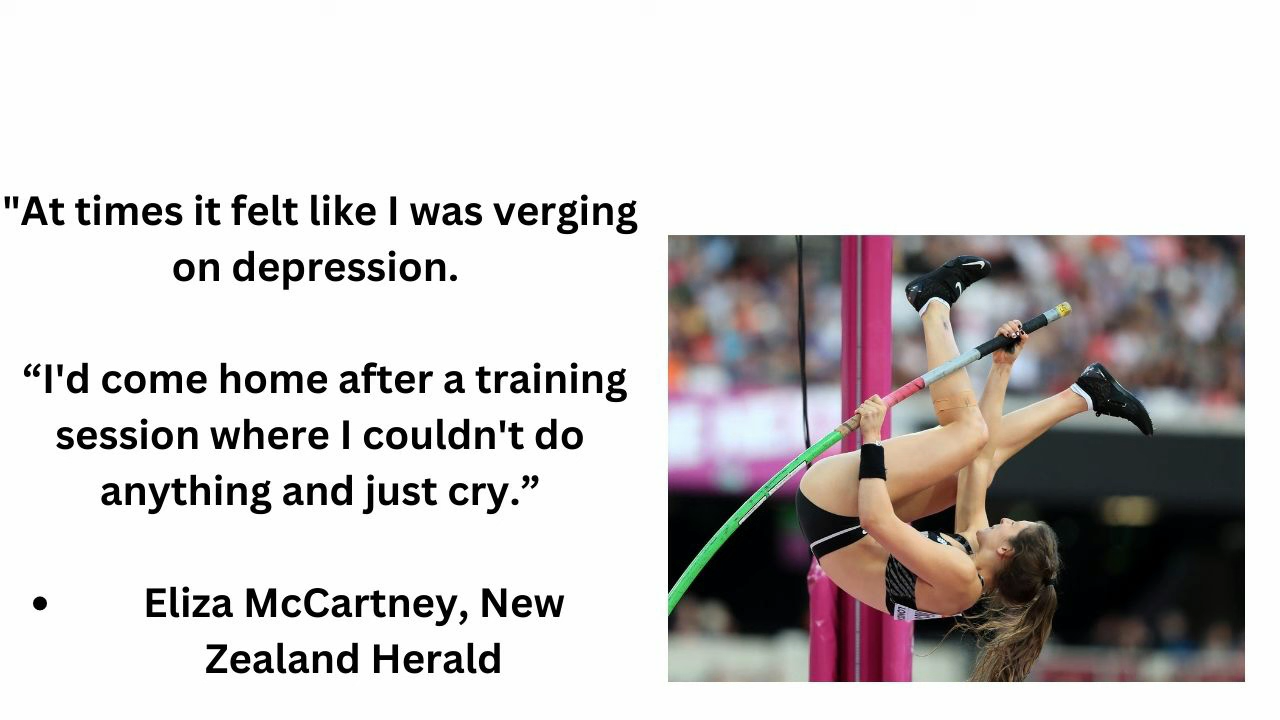 "At times it felt like I was verging
on depression.
“I'd come home after a training
session where I couldn't do
anything and just cry.”
• Eliza McCartney, New
Zealand Herald